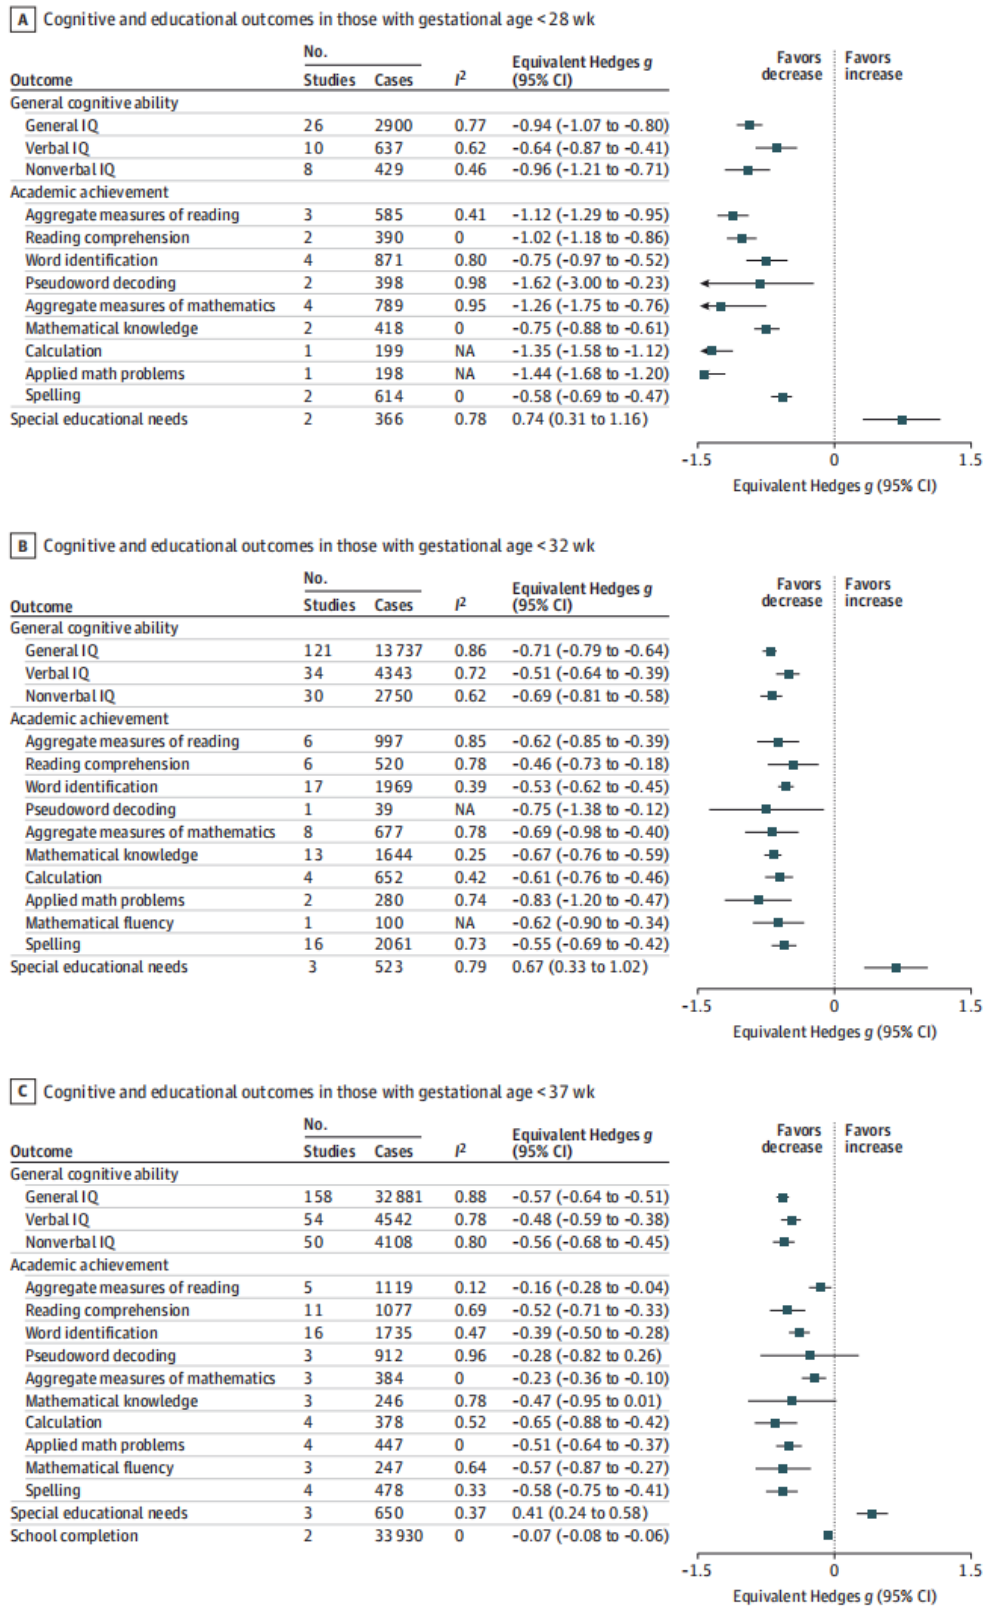 A Cognitive and educational outcomes in those with gestational age < 28 wk
No.
Equivalent Hedges g
Favors Favors
Outcome Studies Cases I² (95% CI) decrease increase
General cognitive ability
General IQ 26 2900 0.77 -0.94 (-1.07 to -0.80)
Verbal IQ 10 637 0.62 -0.64 (-0.87 to -0.41)
Nonverbal IQ 8 429 0.46 -0.96 (-1.21 to -0.71)
Academic achievement
Aggregate measures of reading 3 585 0.41 -1.12 (-1.29 to -0.95)
Reading comprehension 2 390 0 -1.02 (-1.18 to -0.86)
Word identification 4 871 0.80 -0.75 (-0.97 to -0.52)
Pseudoword decoding 2 398 0.98 -1.62 (-3.00 to -0.23)
Aggregate measures of mathematics 4 789 0.95 -1.26 (-1.75 to -0.76)
Mathematical knowledge 2 418 0 -0.75 (-0.88 to -0.61)
Calculation 1 199 NA -1.35 (-1.58 to -1.12)
Applied math problems 1 198 NA -1.44 (-1.68 to -1.20)
Spelling 2 614 0 -0.58 (-0.69 to -0.47)
Special educational needs 2 366 0.78 0.74 (0.31 to 1.16)
-1.5 0 1.5
Equivalent Hedges g (95% CI)
B Cognitive and educational outcomes in those with gestational age < 32 wk
No.
Equivalent Hedges g
Favors Favors
Outcome Studies Cases I² (95% CI) decrease increase
General cognitive ability
General IQ 121 13 737 0.86 -0.71 (-0.79 to -0.64)
Verbal IQ 34 4343 0.72 -0.51 (-0.64 to -0.39)
Nonverbal IQ 30 2750 0.62 -0.69 (-0.81 to -0.58)
Academic achievement
Aggregate measures of reading 6 997 0.85 -0.62 (-0.85 to -0.39)
Reading comprehension 6 520 0.78 -0.46 (-0.73 to -0.18)
Word identification 17 1969 0.39 -0.53 (-0.62 to -0.45)
Pseudoword decoding 1 39 NA -0.75 (-1.38 to -0.12)
Aggregate measures of mathematics 8 677 0.78 -0.69 (-0.98 to -0.40)
Mathematical knowledge 13 1644 0.25 -0.67 (-0.76 to -0.59)
Calculation 4 652 0.42 -0.61 (-0.76 to -0.46)
Applied math problems 2 280 0.74 -0.83 (-1.20 to -0.47)
Mathematical fluency 1 100 NA -0.62 (-0.90 to -0.34)
Spelling 16 2061 0.73 -0.55 (-0.69 to -0.42)
Special educational needs 3 523 0.79 0.67 (0.33 to 1.02)
-1.5 0 1.5
Equivalent Hedges g (95% CI)
C Cognitive and educational outcomes in those with gestational age < 37 wk
No.
Equivalent Hedges g
Favors Favors
Outcome Studies Cases I² (95% CI) decrease increase
General cognitive ability
General IQ 158 32 881 0.88 -0.57 (-0.64 to -0.51)
Verbal IQ 54 4542 0.78 -0.48 (-0.59 to -0.38)
Nonverbal IQ 50 4108 0.80 -0.56 (-0.68 to -0.45)
Academic achievement
Aggregate measures of reading 5 1119 0.12 -0.16 (-0.28 to -0.04)
Reading comprehension 11 1077 0.69 -0.52 (-0.71 to -0.33)
Word identification 16 1735 0.47 -0.39 (-0.50 to -0.28)
Pseudoword decoding 3 912 0.96 -0.28 (-0.82 to 0.26)
Aggregate measures of mathematics 3 384 0 -0.23 (-0.36 to -0.10)
Mathematical knowledge 3 246 0.78 -0.47 (-0.95 to 0.01)
Calculation 4 378 0.52 -0.65 (-0.88 to -0.42)
Applied math problems 4 447 0 -0.51 (-0.64 to -0.37)
Mathematical fluency 3 247 0.64 -0.57 (-0.87 to -0.27)
Spelling 4 478 0.33 -0.58 (-0.75 to -0.41)
Special educational needs 3 650 0.37 0.41 (0.24 to 0.58)
School completion 2 33 930 0 -0.07 (-0.08 to -0.06)
-1.5 0 1.5
Equivalent Hedges g (95% CI)